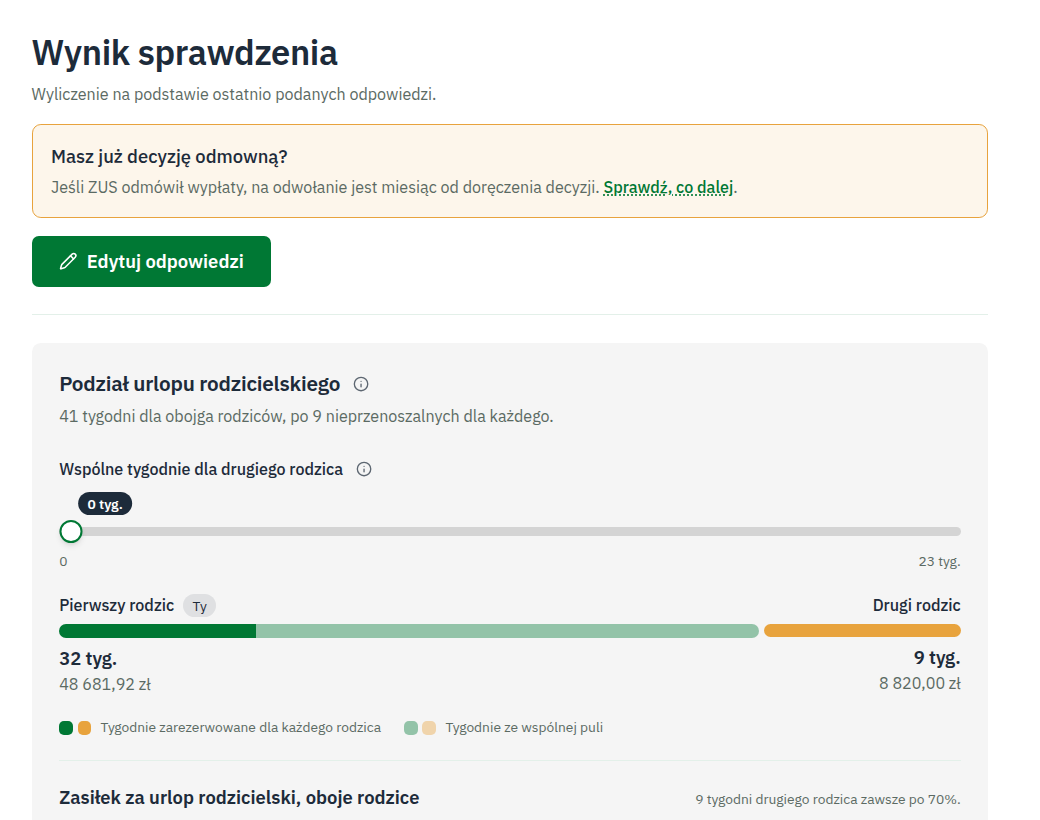 Wynik sprawdzenia
Wyliczenie na podstawie ostatnio podanych odpowiedzi.
Masz już decyzję odmowną?
Jeśli ZUS odmówił wypłaty, na odwołanie jest miesiąc od doręczenia decyzji. Sprawdź, co dalej.
Edytuj odpowiedzi
Podział urlopu rodzicielskiego
41 tygodni dla obojga rodziców, po 9 nieprzenoszalnych dla każdego.
Wspólne tygodnie dla drugiego rodzica
0 tyg.
0 23 tyg.
Pierwszy rodzic Ty Drugi rodzic
32 tyg. 9 tyg.
48 681,92 zł 8 820,00 zł
Tygodnie zarezerwowane dla każdego rodzica Tygodnie ze wspólnej puli
Zasiłek za urlop rodzicielski, oboje rodzice 9 tygodni drugiego rodzica zawsze po 70%.